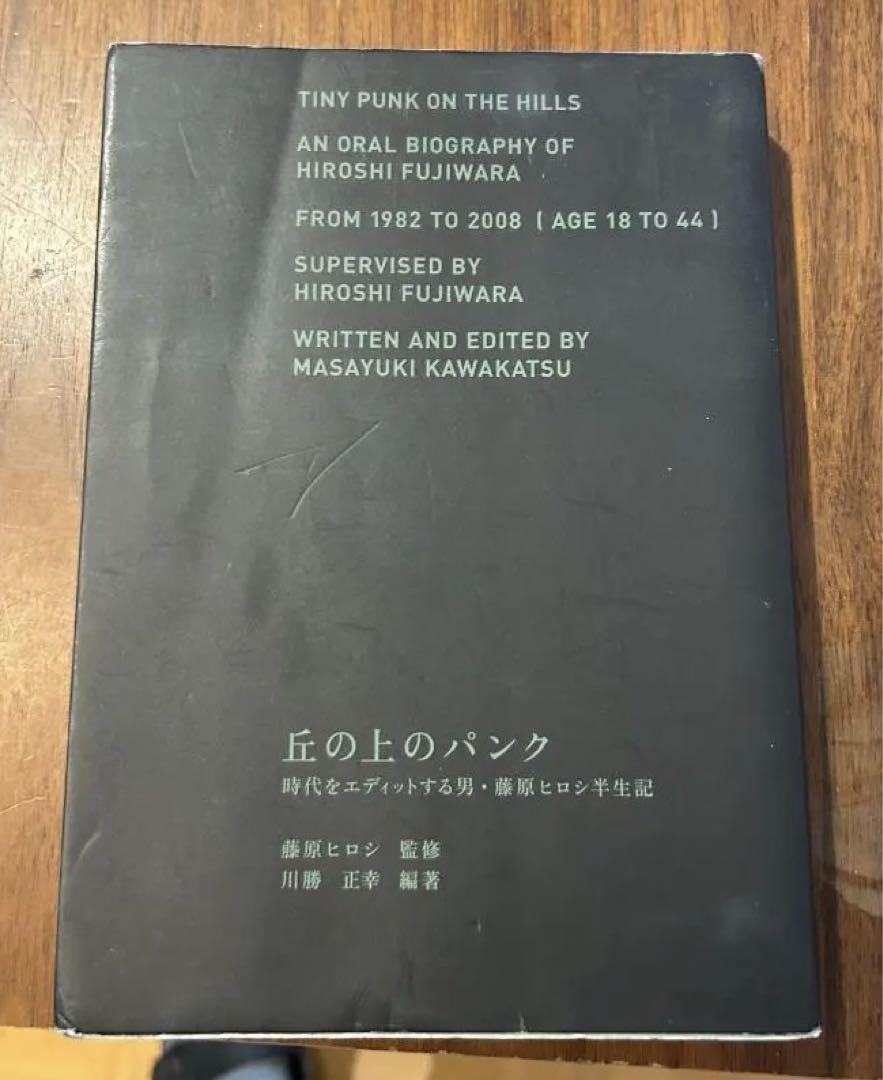 TINY PUNK ON THE HILLS
AN ORAL BIOGRAPHY OF
HIROSHI FUJIWARA
FROM 1982 TO 2008 ( AGE 18 TO 44 )
SUPERVISED BY
HIROSHI FUJIWARA
WRITTEN AND EDITED BY
MASAYUKI KAWAKATSU
丘の上のパンク
時代をエディットする男・藤原ヒロシ半生記
藤原ヒロシ 監修
川勝 正幸 編著